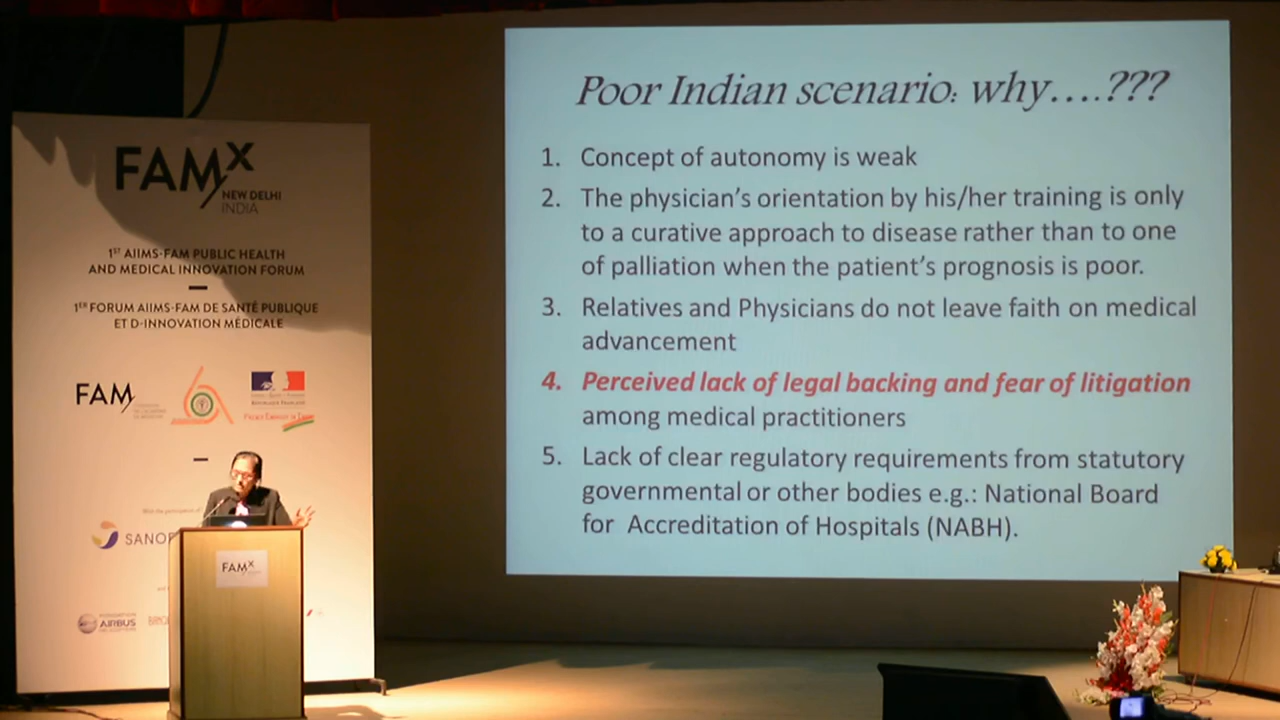 FAMx
NEW DELHI
INDIA
1ST AIIMS-FAM PUBLIC HEALTH
AND MEDICAL INNOVATION FORUM
1ER FORUM AIIMS-FAM DE SANTÉ PUBLIQUE
ET D-INNOVATION MÉDICALE
FAM
With the participation of
SANOF
AIRBUS
FAMx
Poor Indian scenario: why….???
1. Concept of autonomy is weak
2. The physician's orientation by his/her training is only
to a curative approach to disease rather than to one
of palliation when the patient's prognosis is poor.
3. Relatives and Physicians do not leave faith on medical
advancement
4. Perceived lack of legal backing and fear of litigation
among medical practitioners
5. Lack of clear regulatory requirements from statutory
governmental or other bodies e.g.: National Board
for Accreditation of Hospitals (NABH).